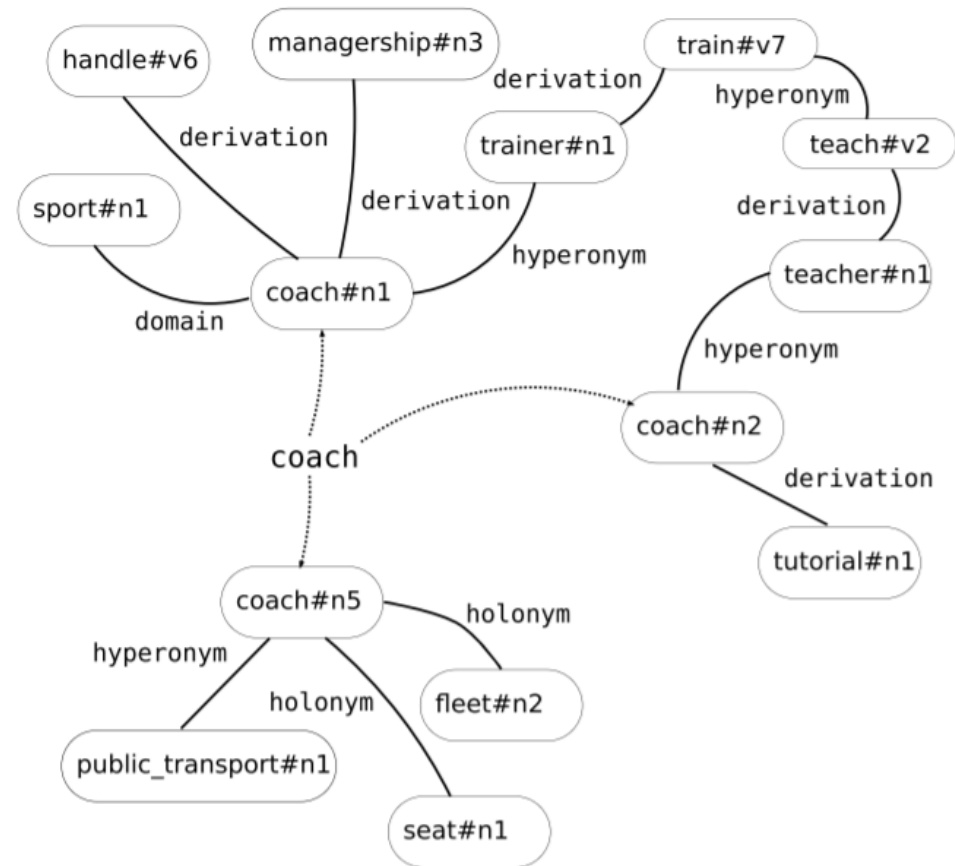 managership#n3
train#v7
handle#v6
derivation
hyperonym
derivation
trainer#n1
teach#v2
sport#n1
derivation
derivation
hyperonym
teacher#n1
coach#n1
domain
hyperonym
coach#n2
coach
derivation
tutorial#n1
coach#n5
holonym
hyperonym
holonym
fleet#n2
public_transport#n1
seat#n1